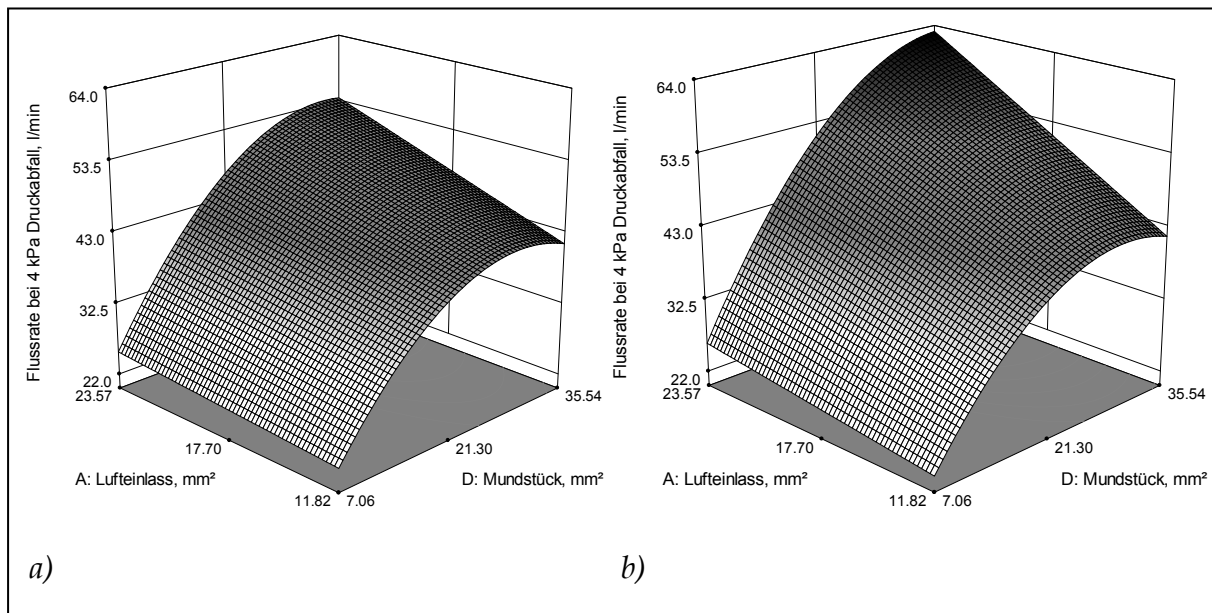 Flussrate bei 4 kPa Druckabfall, l/min
64.0
53.5
43.0
32.5
22.0
23.57
17.70
11.82
7.06
21.30
35.54
A: Lufteinlass, mm²
D: Mundstück, mm²
a)
Flussrate bei 4 kPa Druckabfall, l/min
64.0
53.5
43.0
32.5
22.0
23.57
17.70
11.82
7.06
21.30
35.54
A: Lufteinlass, mm²
D: Mundstück, mm²
b)